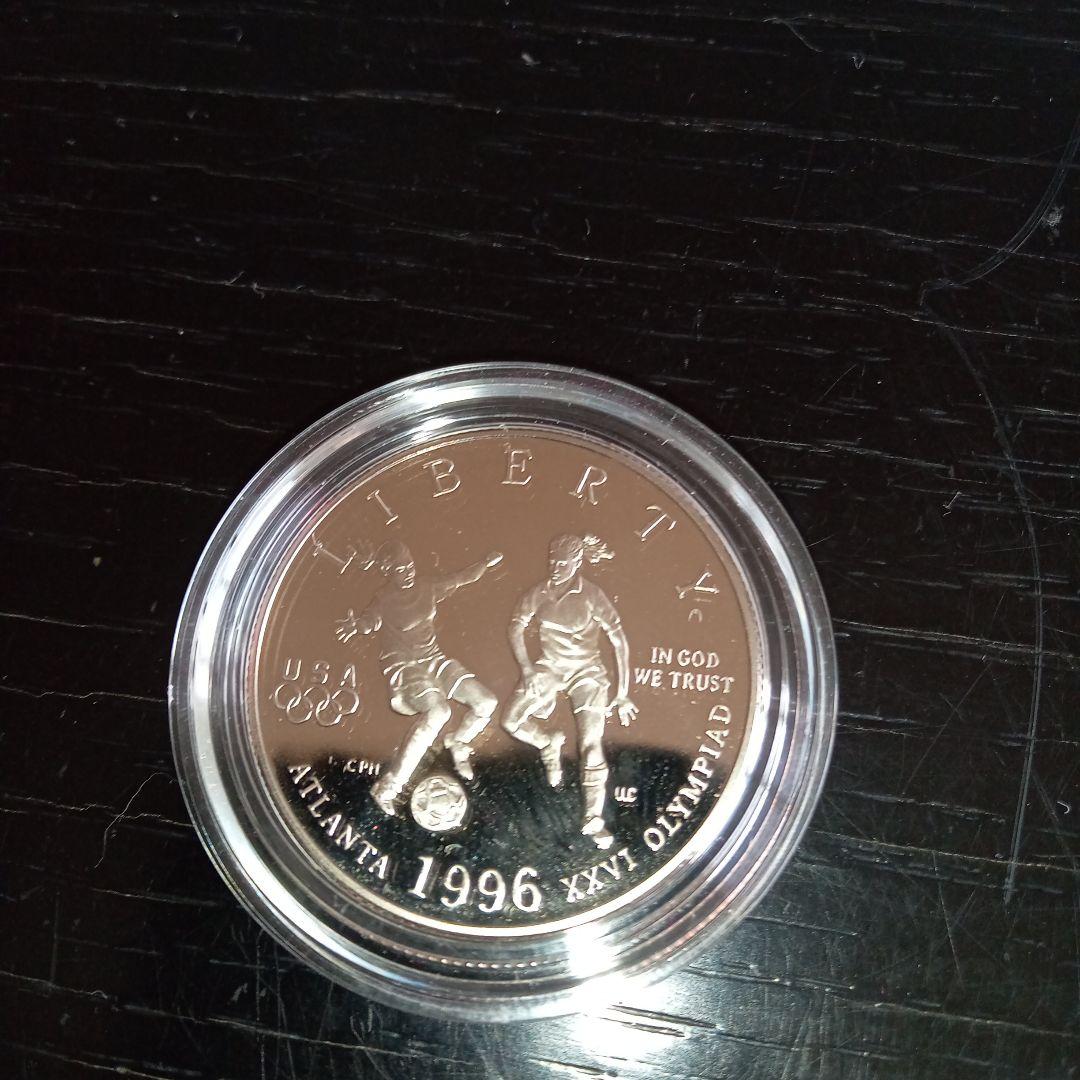 LIBERTY
USA
IN GOD
WE TRUST
ATLANTA 1996 XXVI OLYMPIAD